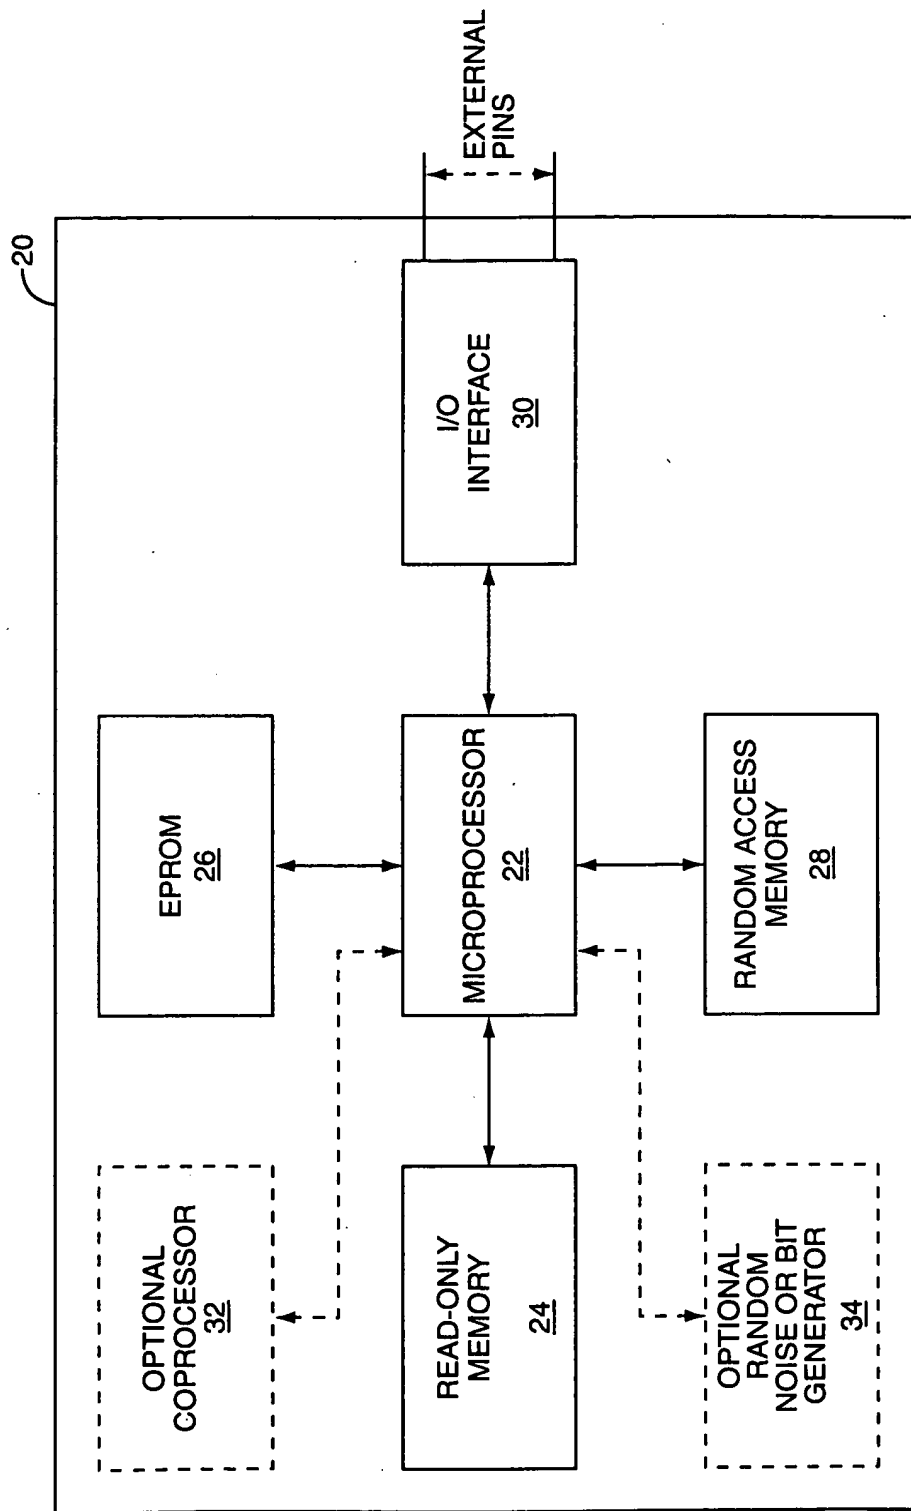 20
OPTIONAL
COPROCESSOR
32
EPROM
26
READ-ONLY
MEMORY
24
MICROPROCESSOR
22
I/O
INTERFACE
30
EXTERNAL
PINS
OPTIONAL
RANDOM
NOISE OR BIT
GENERATOR
34
RANDOM ACCESS
MEMORY
28